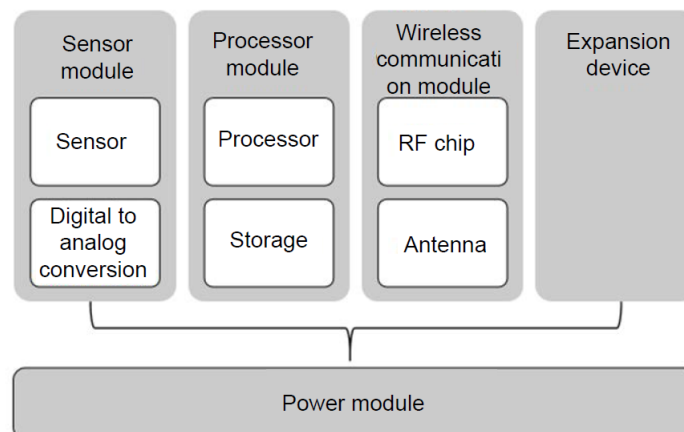 Sensor
module
Sensor
Digital to
analog
conversion
Processor
module
Processor
Storage
Wireless
communicati
on module
RF chip
Antenna
Expansion
device
Power module